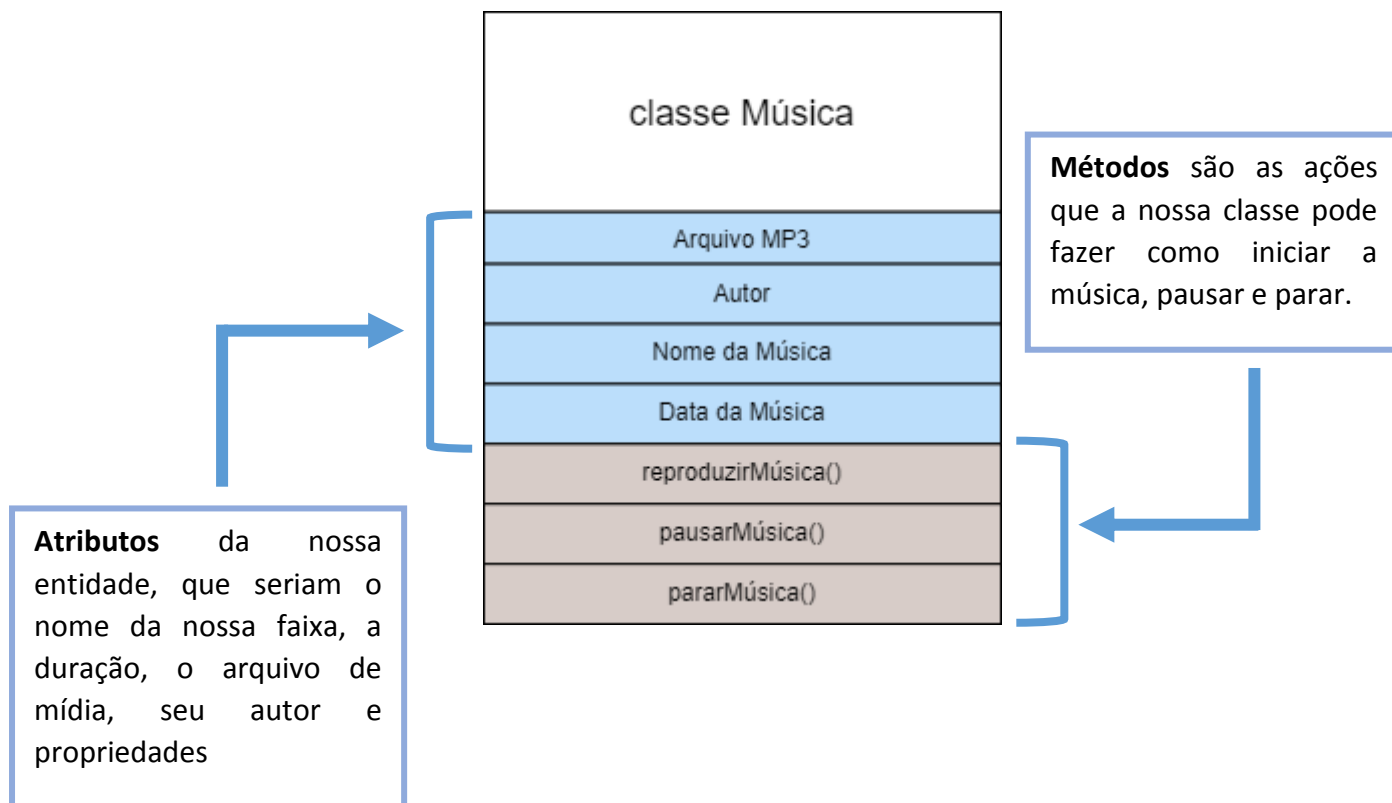 classe Música
Arquivo MP3
Autor
Nome da Música
Data da Música
reproduzirMúsica()
pausarMúsica()
pararMúsica()
Métodos são as ações
que a nossa classe pode
fazer como iniciar a
música, pausar e parar.
Atributos da nossa
entidade, que seriam o
nome da nossa faixa, a
duração, o arquivo de
mídia, seu autor e
propriedades